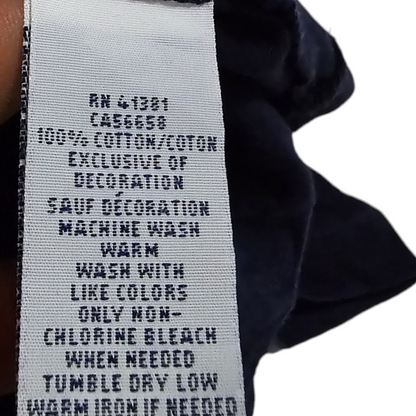 RN 41381
CA56658
100% COTTON/COTON
EXCLUSIVE OF
DECORATION
SAUF DÉCORATION
MACHINE WASH
WARM
WASH WITH
LIKE COLORS
ONLY NON-
CHLORINE BLEACH
WHEN NEEDED
TUMBLE DRY LOW
WARM IRON IF NEEDED